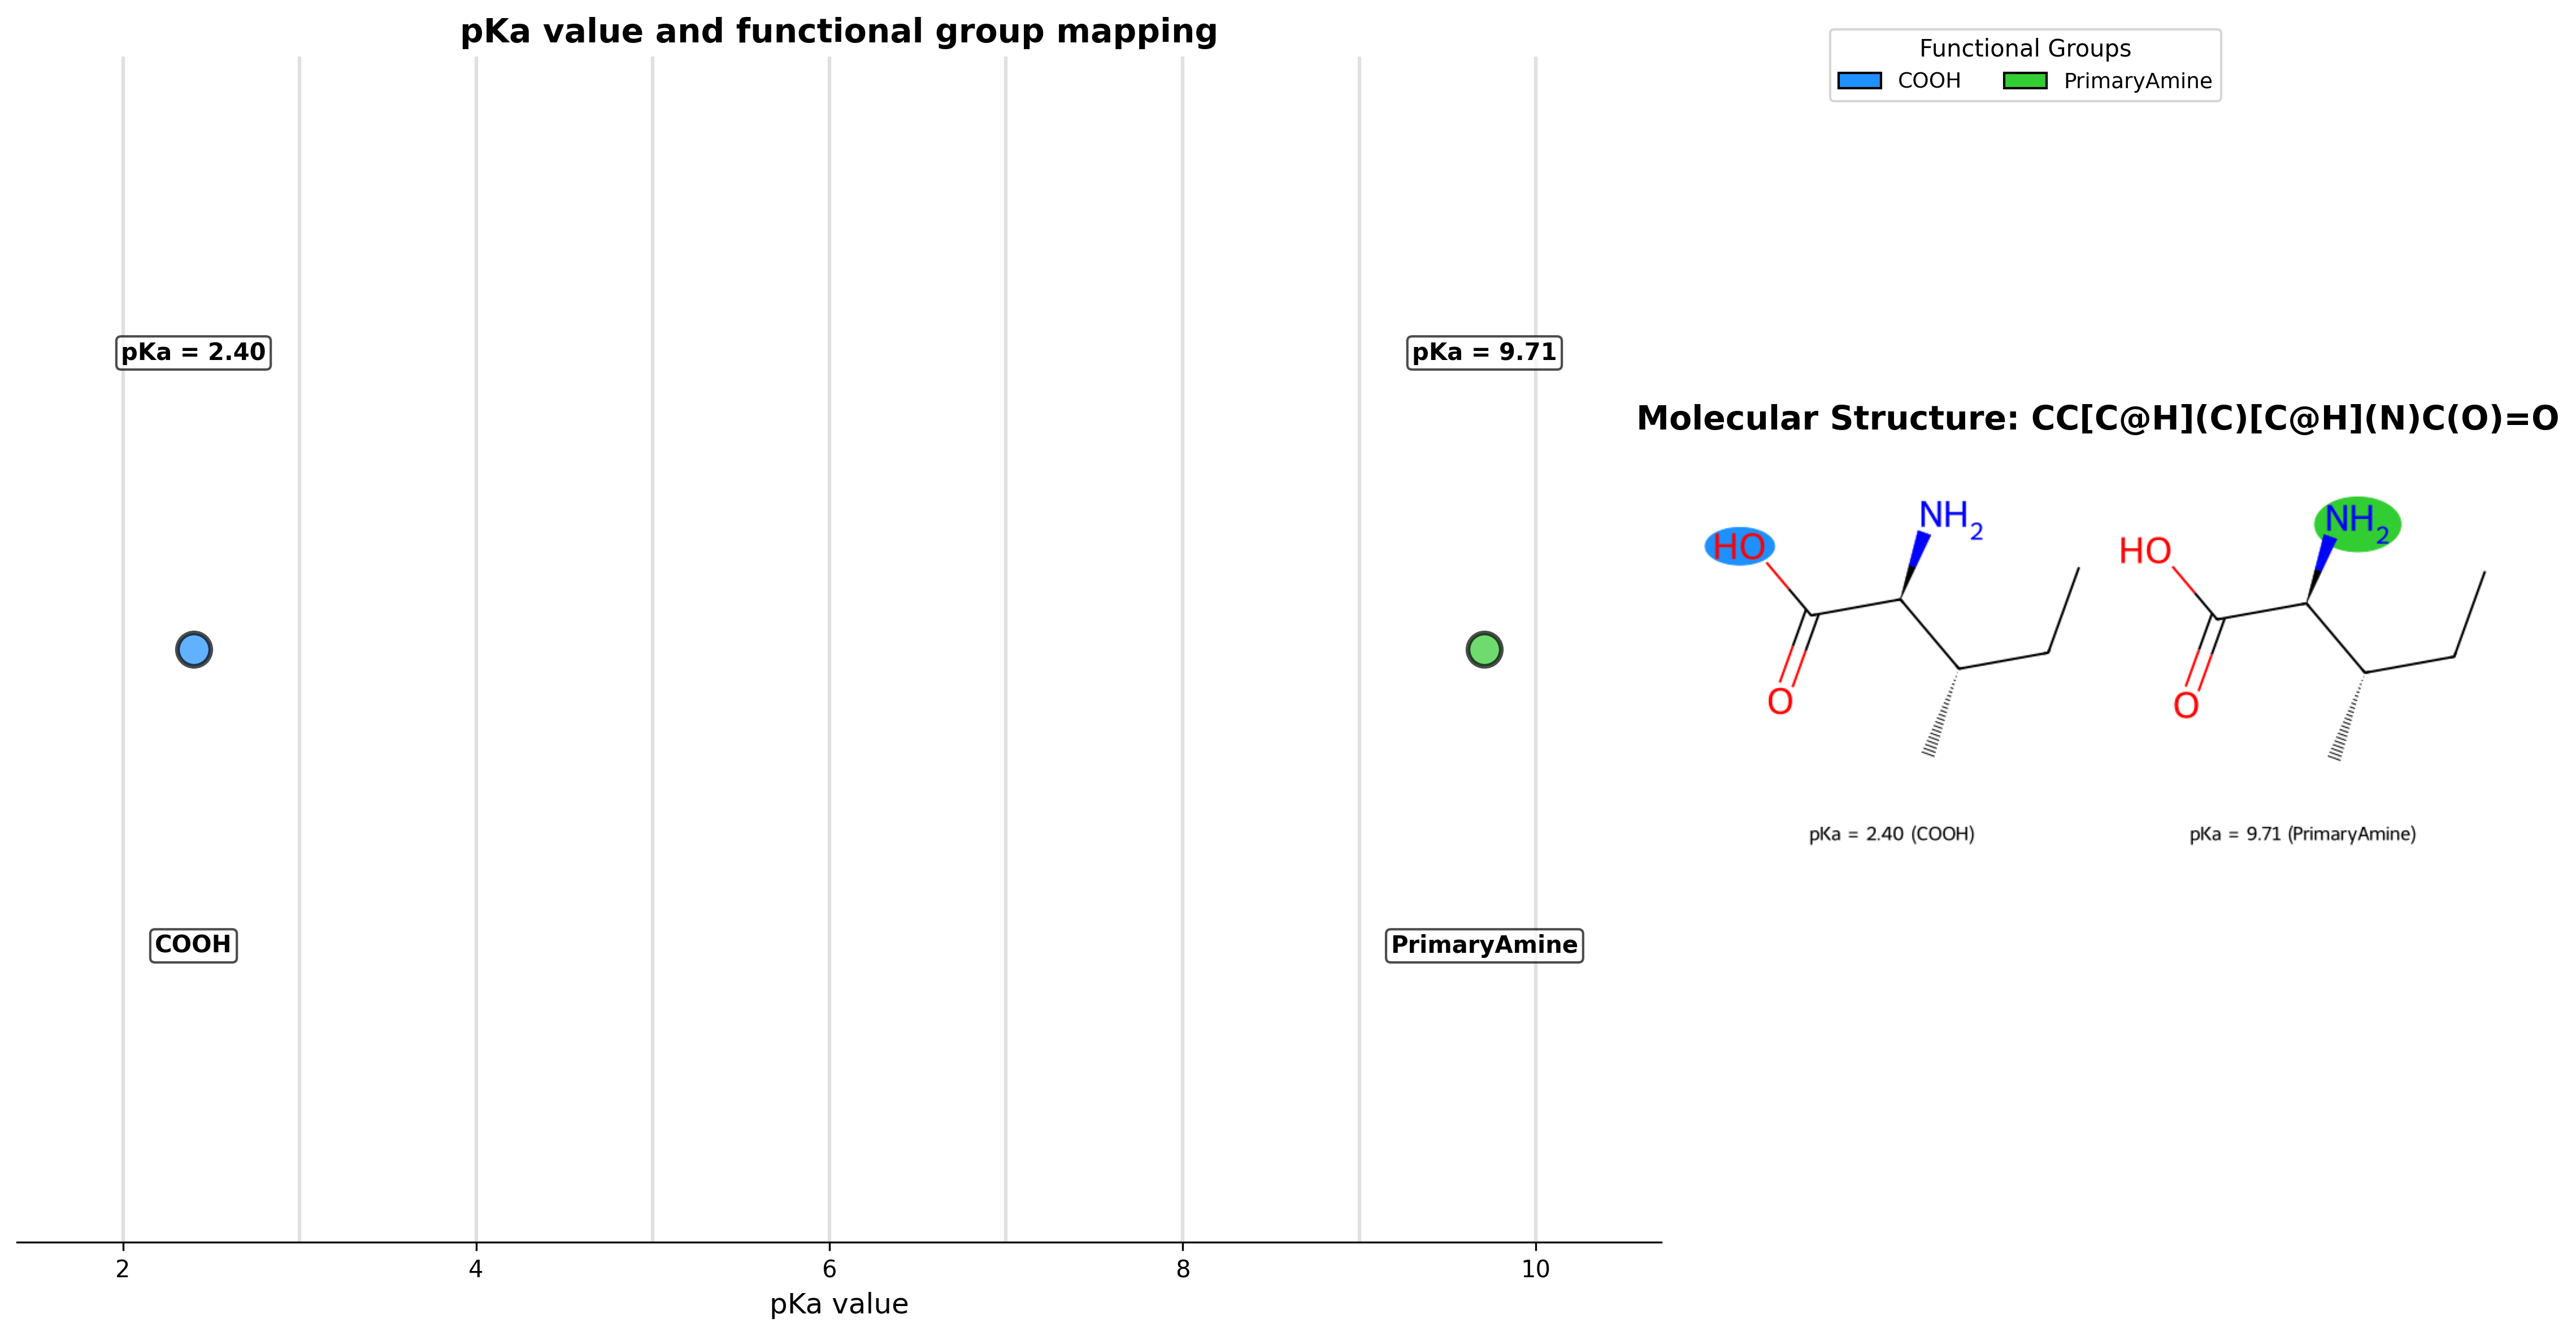 pKa value and functional group mapping
Functional Groups
COOH
PrimaryAmine
pKa = 2.40
pKa = 9.71
COOH
PrimaryAmine
2
4
6
8
10
pKa value
Molecular Structure: CC[C@H](C)[C@H](N)C(O)=O
HO
NH2
O
pKa = 2.40 (COOH)
HO
NH2
O
pKa = 9.71 (PrimaryAmine)